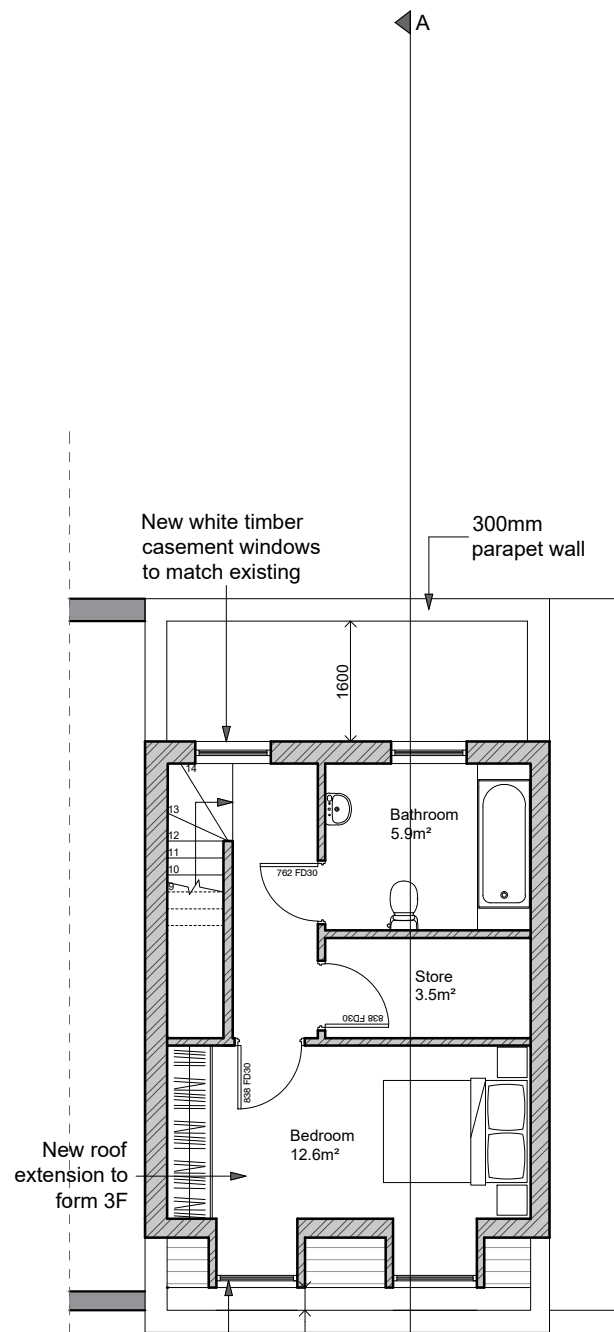 A
New white timber
casement windows
to match existing
300mm
parapet wall
1600
14
13
12
11
10
9
Bathroom
5.9m²
762 FD30
Store
3.5m²
838 FD30
838 FD30
Bedroom
12.6m²
New roof
extension to
form 3F